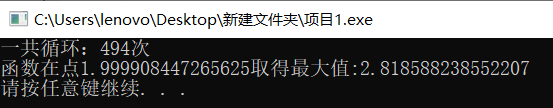 C:\Users\lenovo\Desktop\新建文件夹\项目1.exe
一共循环：494次
函数在点1.999908447265625取得最大值:2.818588238552207
请按任意键继续. . .